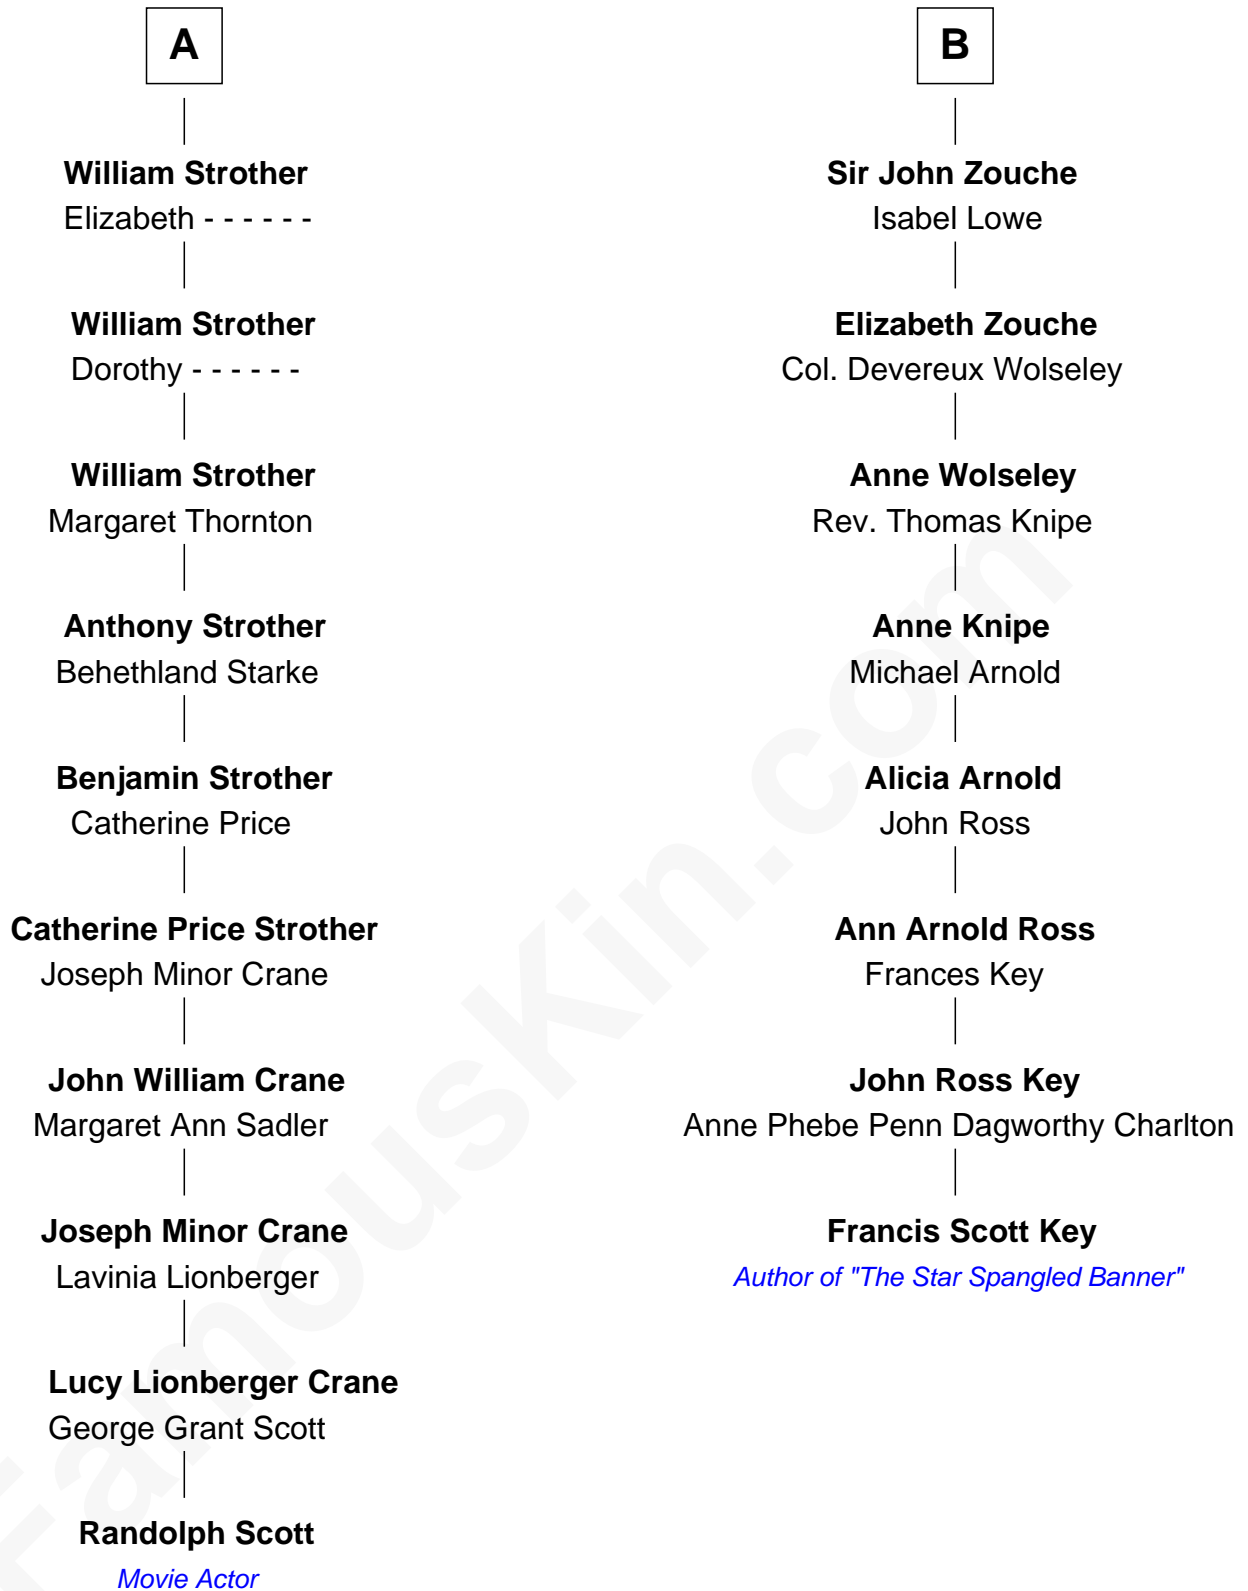 A
William Strother
Elizabeth - - - - - -
William Strother
Dorothy - - - - - -
William Strother
Margaret Thornton
Anthony Strother
Behethland Starke
Benjamin Strother
Catherine Price
Catherine Price Strother
Joseph Minor Crane
John William Crane
Margaret Ann Sadler
Joseph Minor Crane
Lavinia Lionberger
Lucy Lionberger Crane
George Grant Scott
Randolph Scott
Movie Actor
B
Sir John Zouche
Isabel Lowe
Elizabeth Zouche
Col. Devereux Wolseley
Anne Wolseley
Rev. Thomas Knipe
Anne Knipe
Michael Arnold
Alicia Arnold
John Ross
Ann Arnold Ross
Frances Key
John Ross Key
Anne Phebe Penn Dagworthy Charlton
Francis Scott Key
Author of "The Star Spangled Banner"
FamousKin.com